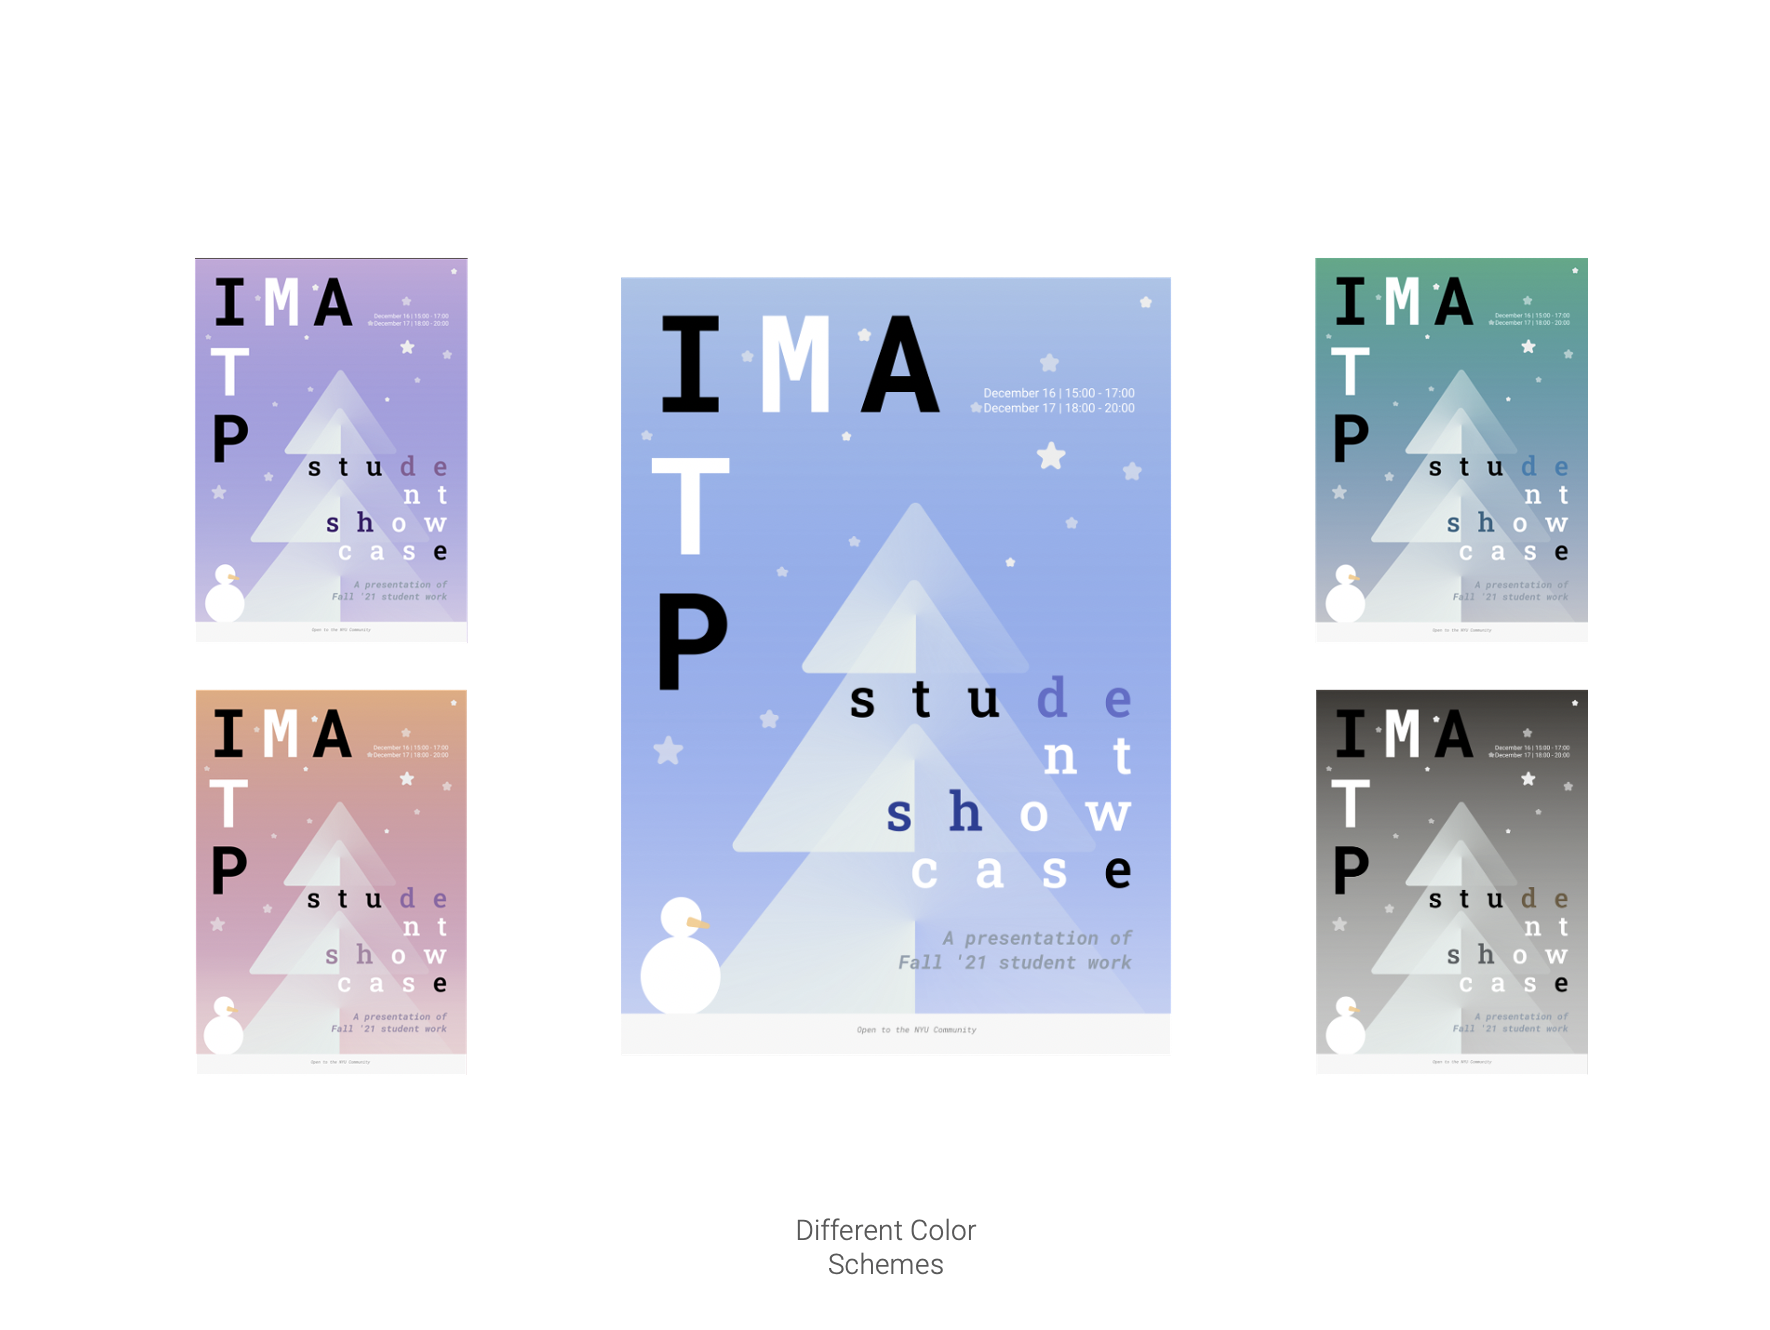 I M A
December 16 | 15:00 - 17:00
December 17 | 18:00 - 20:00
T
P
s t u d e
n t
s h o w
c a s e
A presentation of
Fall '21 student work
Open to the NYU Community
I M A
December 16 | 15:00 - 17:00
December 17 | 18:00 - 20:00
T
P
s t u d e
n t
s h o w
c a s e
A presentation of
Fall '21 student work
Open to the NYU Community
I M A
December 16 | 15:00 - 17:00
December 17 | 18:00 - 20:00
T
P
s t u d e
n t
s h o w
c a s e
A presentation of
Fall '21 student work
Open to the NYU Community
I M A
December 16 | 15:00 - 17:00
December 17 | 18:00 - 20:00
T
P
s t u d e
n t
s h o w
c a s e
A presentation of
Fall '21 student work
Open to the NYU Community
I M A
December 16 | 15:00 - 17:00
December 17 | 18:00 - 20:00
T
P
s t u d e
n t
s h o w
c a s e
A presentation of
Fall '21 student work
Open to the NYU Community
Different Color
Schemes